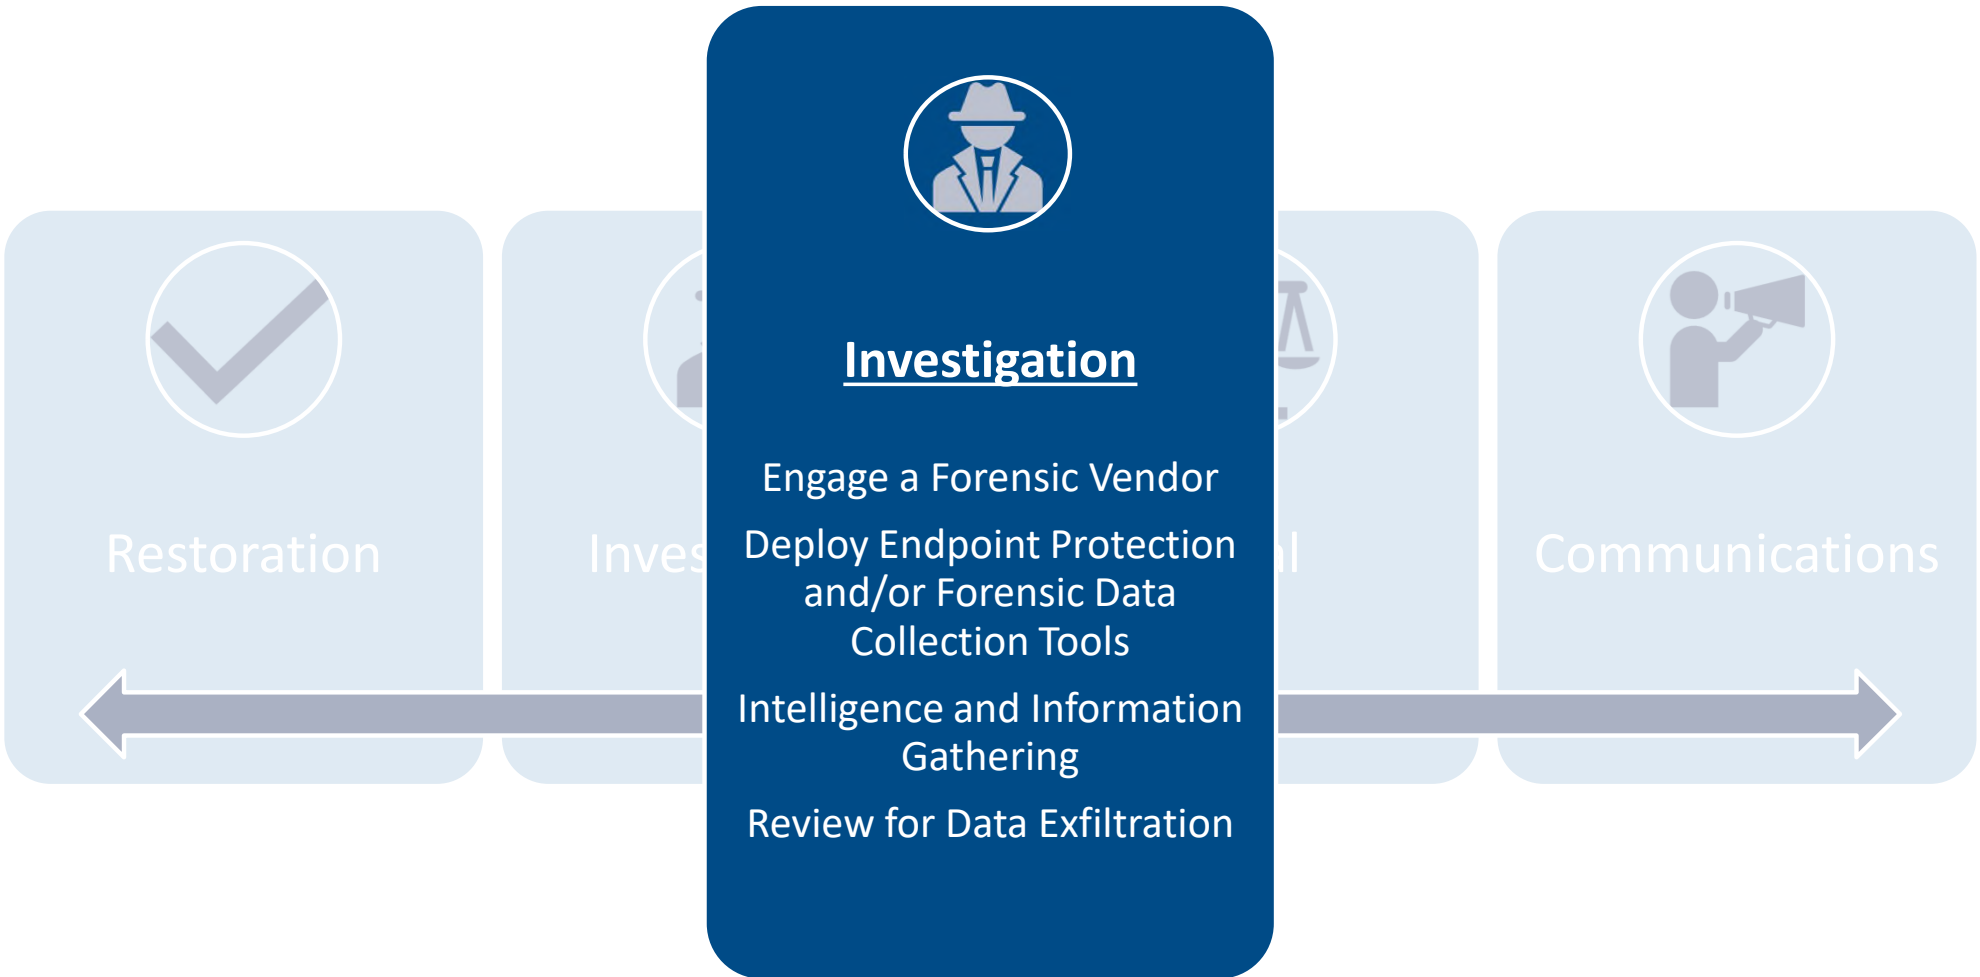 Investigation
Engage a Forensic Vendor
Deploy Endpoint Protection
and/or Forensic Data
Collection Tools
Intelligence and Information
Gathering
Review for Data Exfiltration
Restoration
Communications